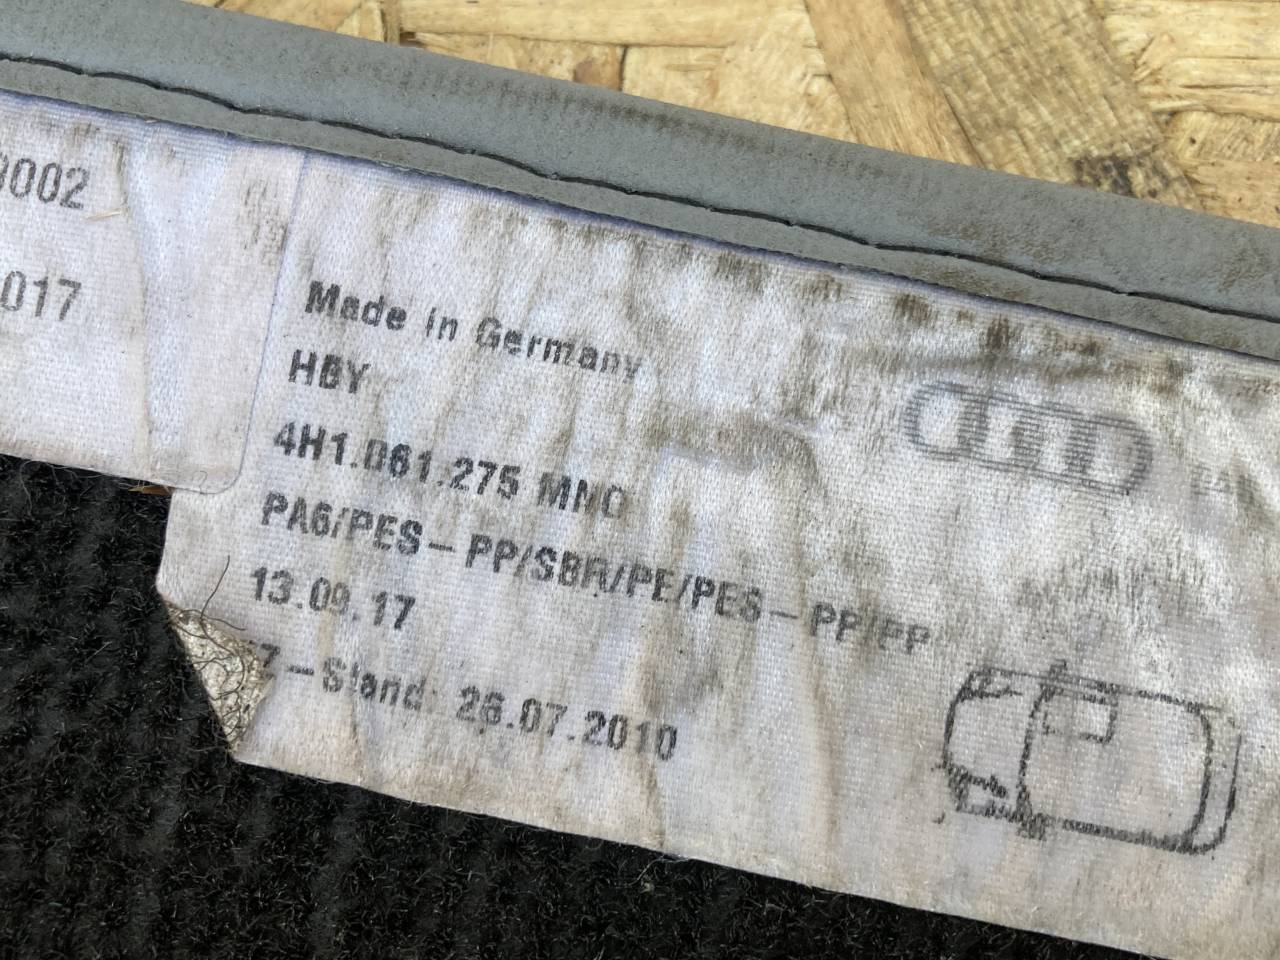 9002
017
Made in Germany
HBY
4H1.061.275 MNO
PA6/PES-PP/SBR/PE/PES-PP/PP
13.09.17
Z-Stand: 26.07.2010